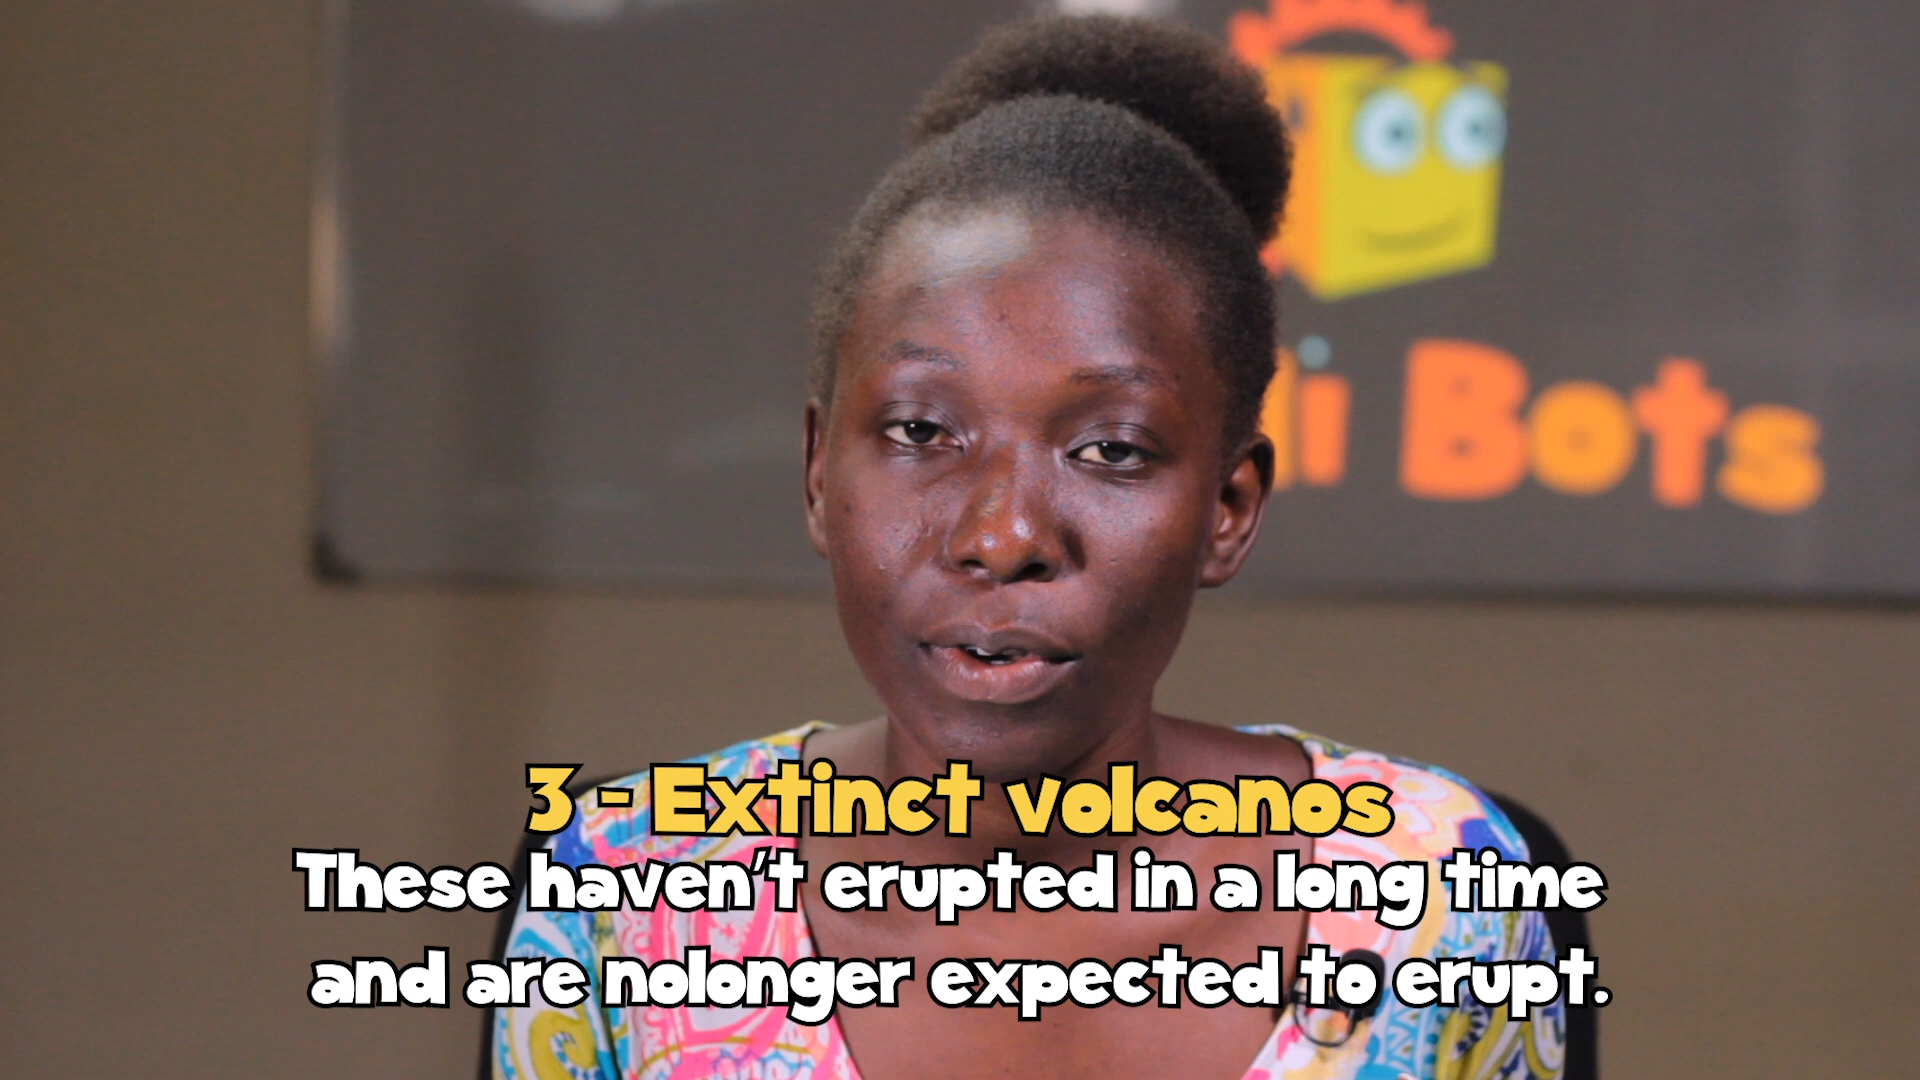 Bots
3 - Extinct volcanos
These haven't erupted in a long time
and are nolonger expected to erupt.